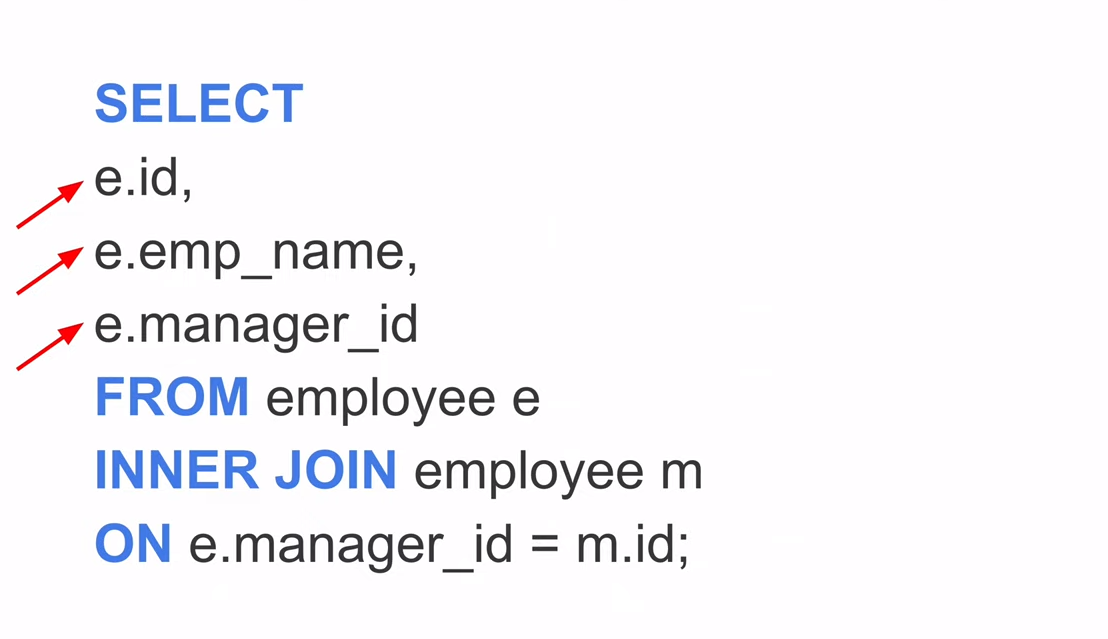 SELECT
e.id,
e.emp_name,
e.manager_id
FROM employee e
INNER JOIN employee m
ON e.manager_id = m.id;